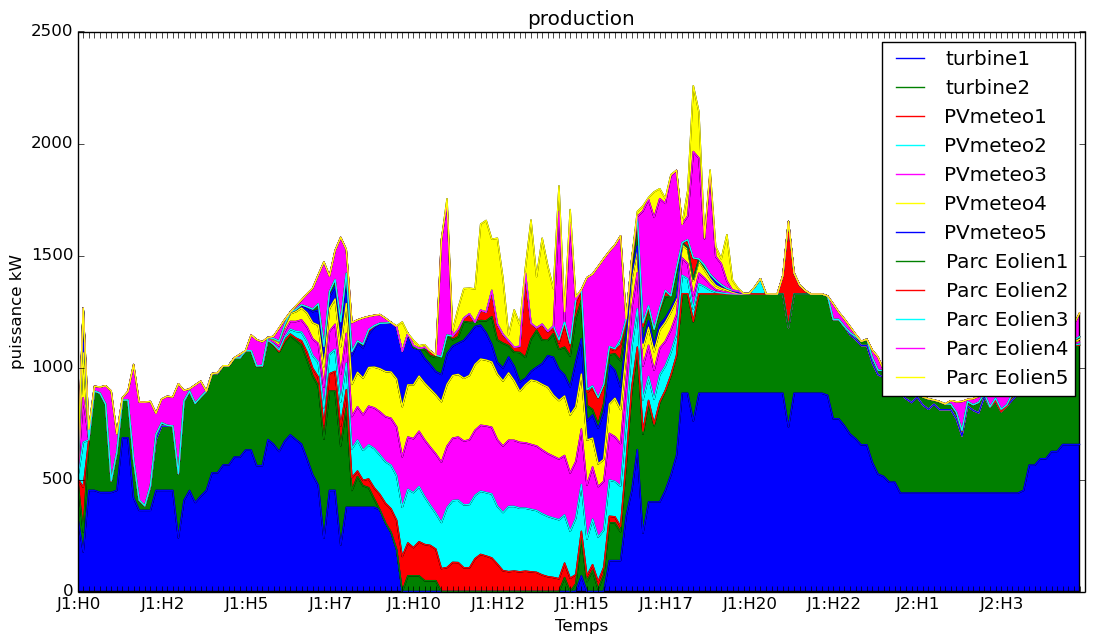 production
2500
2000
1500
1000
500
0
puissance kW
turbine1
turbine2
PVmeteo1
PVmeteo2
PVmeteo3
PVmeteo4
PVmeteo5
Parc Eolien1
Parc Eolien2
Parc Eolien3
Parc Eolien4
Parc Eolien5
J1:H0 J1:H2 J1:H5 J1:H7 J1:H10 J1:H12 J1:H15 J1:H17 J1:H20 J1:H22 J2:H1 J2:H3
Temps